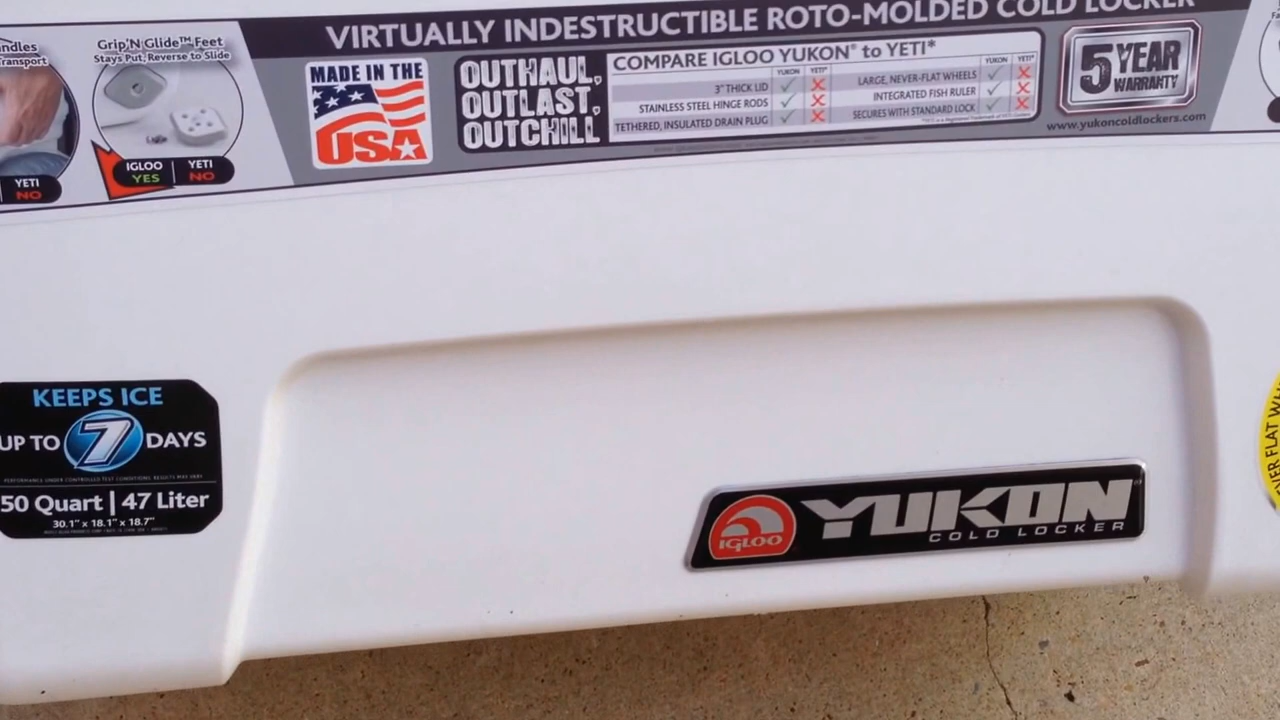 VIRTUALLY INDESTRUCTIBLE ROTO-MOLDED COLD LOCKER
ndles
Transport
YETI
NO
Grip'N Glide™ Feet
Stays Put, Reverse to Slide
IGLOO YES | YETI NO
MADE IN THE
USA
OUTHAUL,
OUTLAST,
OUTCHILL
COMPARE IGLOO YUKON® to YETI*
YUKON YETI*
3" THICK LID
STAINLESS STEEL HINGE RODS
TETHERED, INSULATED DRAIN PLUG
YUKON YETI*
LARGE, NEVER-FLAT WHEELS
INTEGRATED FISH RULER
SECURES WITH STANDARD LOCK
5 YEAR
WARRANTY
www.yukoncoldlockers.com
KEEPS ICE
UP TO 7 DAYS
PERFORMANCE UNDER CONTROLLED TEST CONDITIONS. RESULTS MAY VARY
50 Quart | 47 Liter
30.1" x 18.1" x 18.7"
IGLOO
YUKON
COLD LOCKER
VER FLAT WH